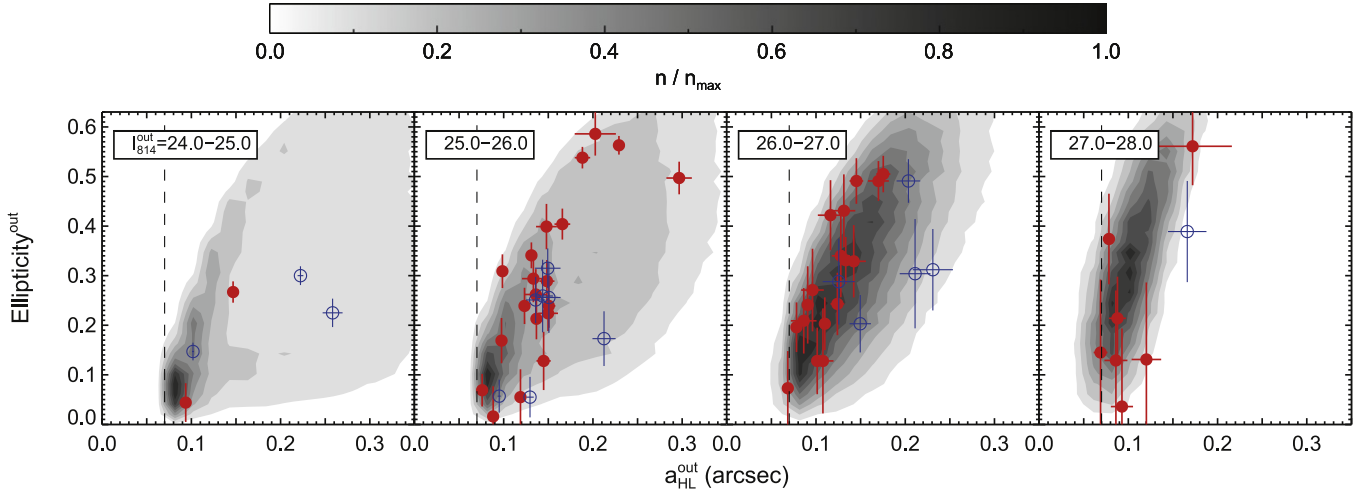 0.0 0.2 0.4 0.6 0.8 1.0
n / n_max
I_814^out=24.0−25.0 25.0−26.0 26.0−27.0 27.0−28.0
0.6
0.5
0.4
0.3
0.2
0.1
0.0
Ellipticity^out
0.0 0.1 0.2 0.3 0.0 0.1 0.2 0.3 0.0 0.1 0.2 0.3 0.0 0.1 0.2 0.3
a_HL^out (arcsec)